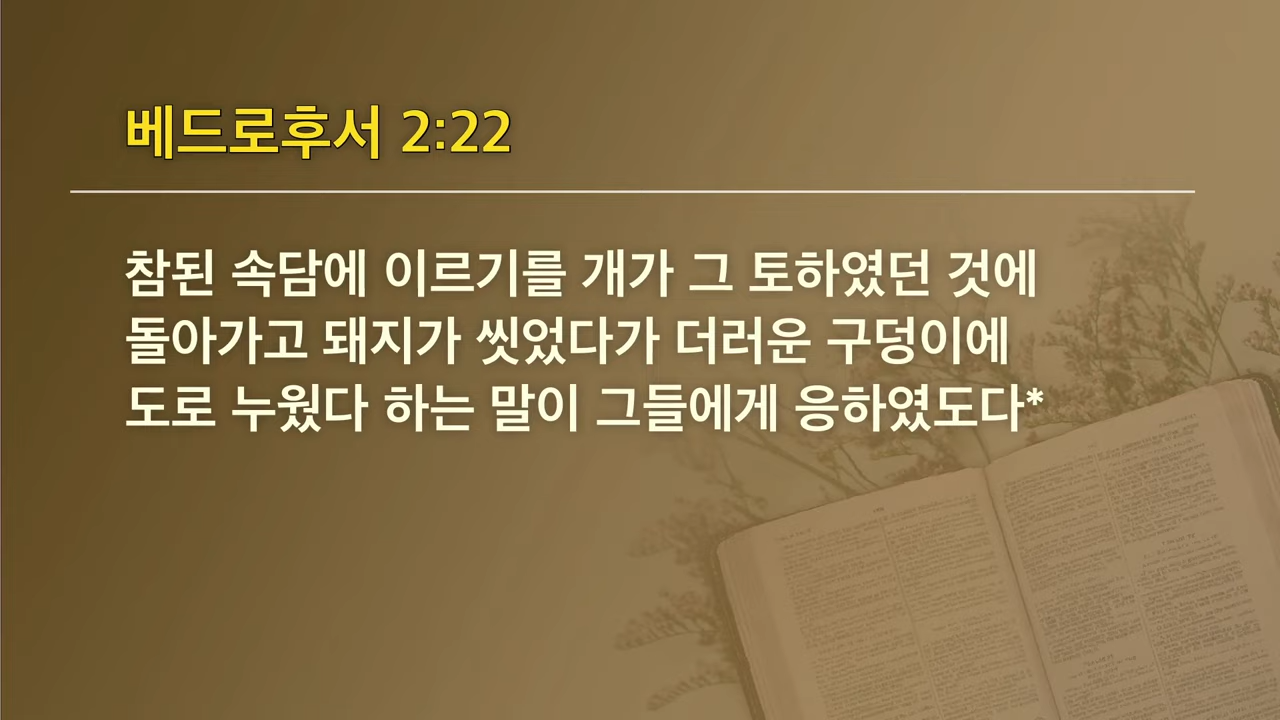 베드로후서 2:22
참된 속담에 이르기를 개가 그 토하였던 것에
돌아가고 돼지가 씻었다가 더러운 구덩이에
도로 누웠다 하는 말이 그들에게 응하였도다*